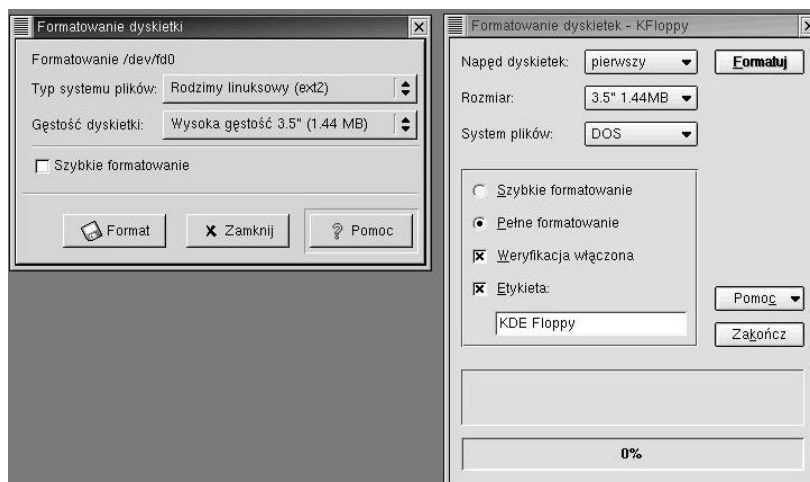 Formatowanie dyskietki
Formatowanie /dev/fd0
Typ systemu plików: Rodzimy linuksowy (ext2)
Gęstość dyskietki: Wysoka gęstość 3.5" (1.44 MB)
Szybkie formatowanie
Format Zamknij Pomoc
Formatowanie dyskietek - KFloppy
Napęd dyskietek: pierwszy Formatuj
Rozmiar: 3.5" 1.44MB
System plików: DOS
Szybkie formatowanie
Pełne formatowanie
Weryfikacja włączona
Etykieta:
KDE Floppy
Pomoc
Zakończ
0%